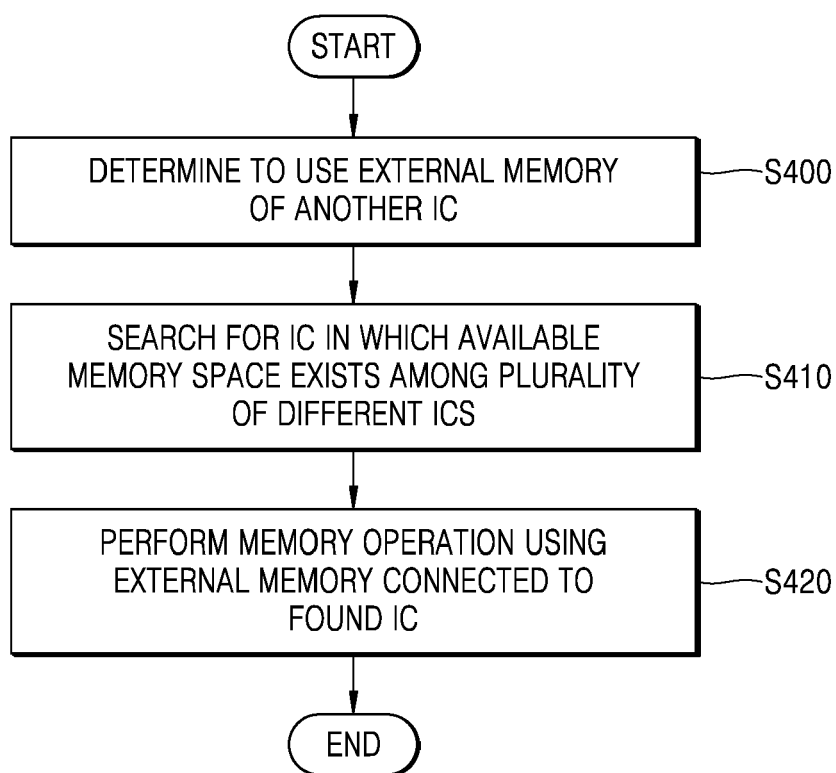 START
DETERMINE TO USE EXTERNAL MEMORY
OF ANOTHER IC
S400
SEARCH FOR IC IN WHICH AVAILABLE
MEMORY SPACE EXISTS AMONG PLURALITY
OF DIFFERENT ICS
S410
PERFORM MEMORY OPERATION USING
EXTERNAL MEMORY CONNECTED TO
FOUND IC
S420
END